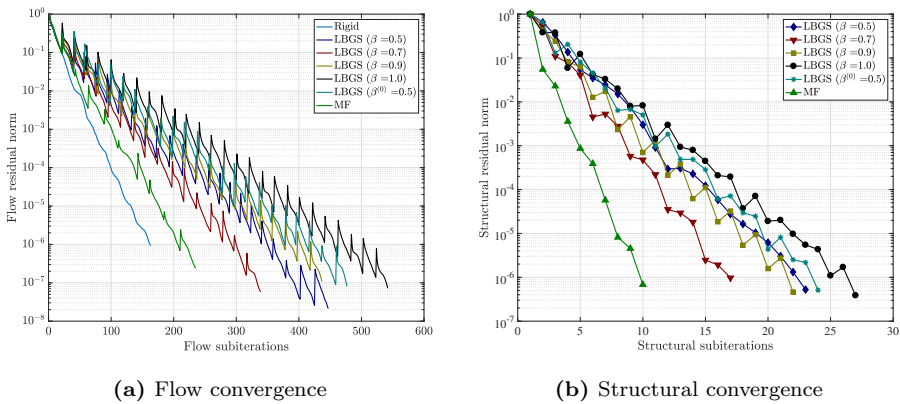 10^0
10^-1
10^-2
10^-3
10^-4
10^-5
10^-6
10^-7
10^-8
Flow residual norm
0 100 200 300 400 500 600
Flow subiterations
Rigid
LBGS (β =0.5)
LBGS (β =0.7)
LBGS (β =0.9)
LBGS (β =1.0)
LBGS (β^(0) =0.5)
MF
(a) Flow convergence
10^0
10^-1
10^-2
10^-3
10^-4
10^-5
10^-6
10^-7
Structural residual norm
0 5 10 15 20 25 30
Structural subiterations
LBGS (β =0.5)
LBGS (β =0.7)
LBGS (β =0.9)
LBGS (β =1.0)
LBGS (β^(0) =0.5)
MF
(b) Structural convergence